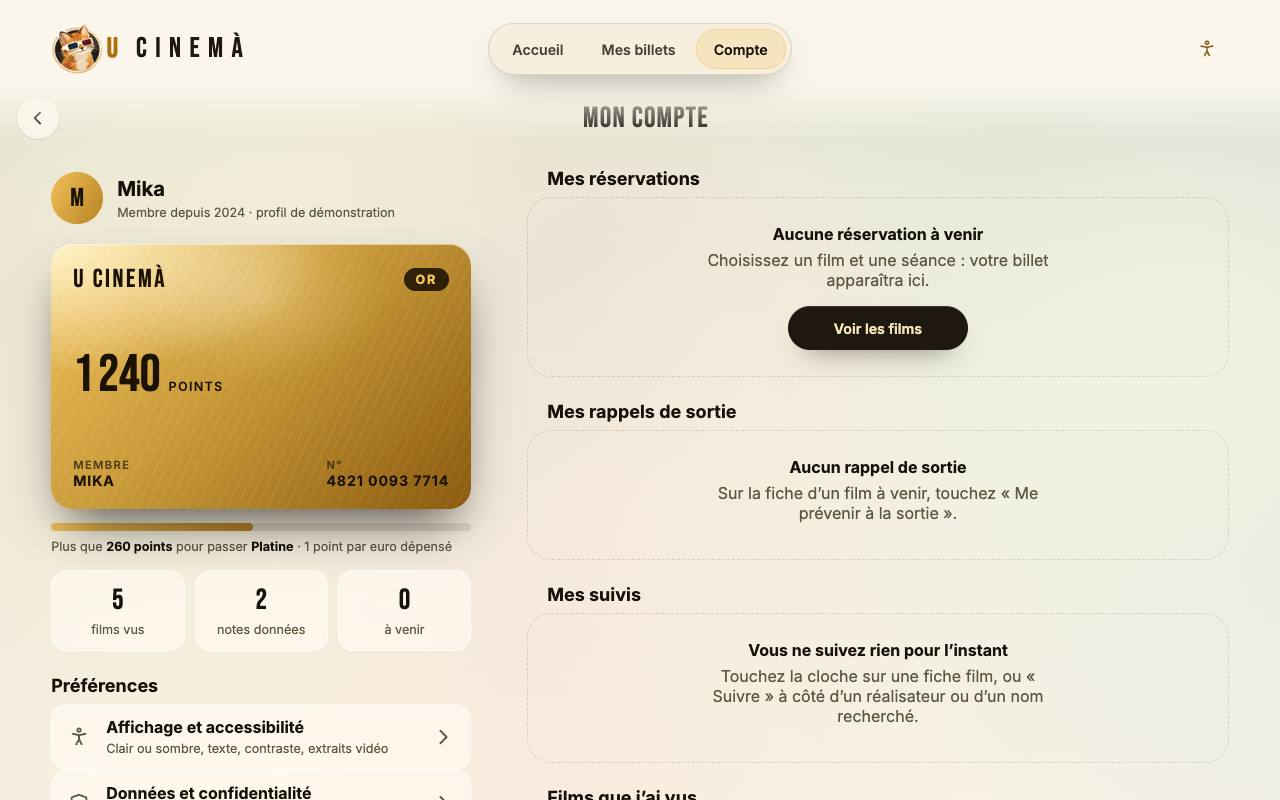 U CINEMÀ
Accueil
Mes billets
Compte
MON COMPTE
M
Mika
Membre depuis 2024 · profil de démonstration
U CINEMÀ
OR
1 240 POINTS
MEMBRE
MIKA
N°
4821 0093 7714
Plus que 260 points pour passer Platine · 1 point par euro dépensé
5
films vus
2
notes données
0
à venir
Préférences
Affichage et accessibilité
Clair ou sombre, texte, contraste, extraits vidéo
Données et confidentialité
Mes réservations
Aucune réservation à venir
Choisissez un film et une séance : votre billet
apparaîtra ici.
Voir les films
Mes rappels de sortie
Aucun rappel de sortie
Sur la fiche d’un film à venir, touchez « Me
prévenir à la sortie ».
Mes suivis
Vous ne suivez rien pour l’instant
Touchez la cloche sur une fiche film, ou «
Suivre » à côté d’un réalisateur ou d’un nom
recherché.
Films que j’ai vus